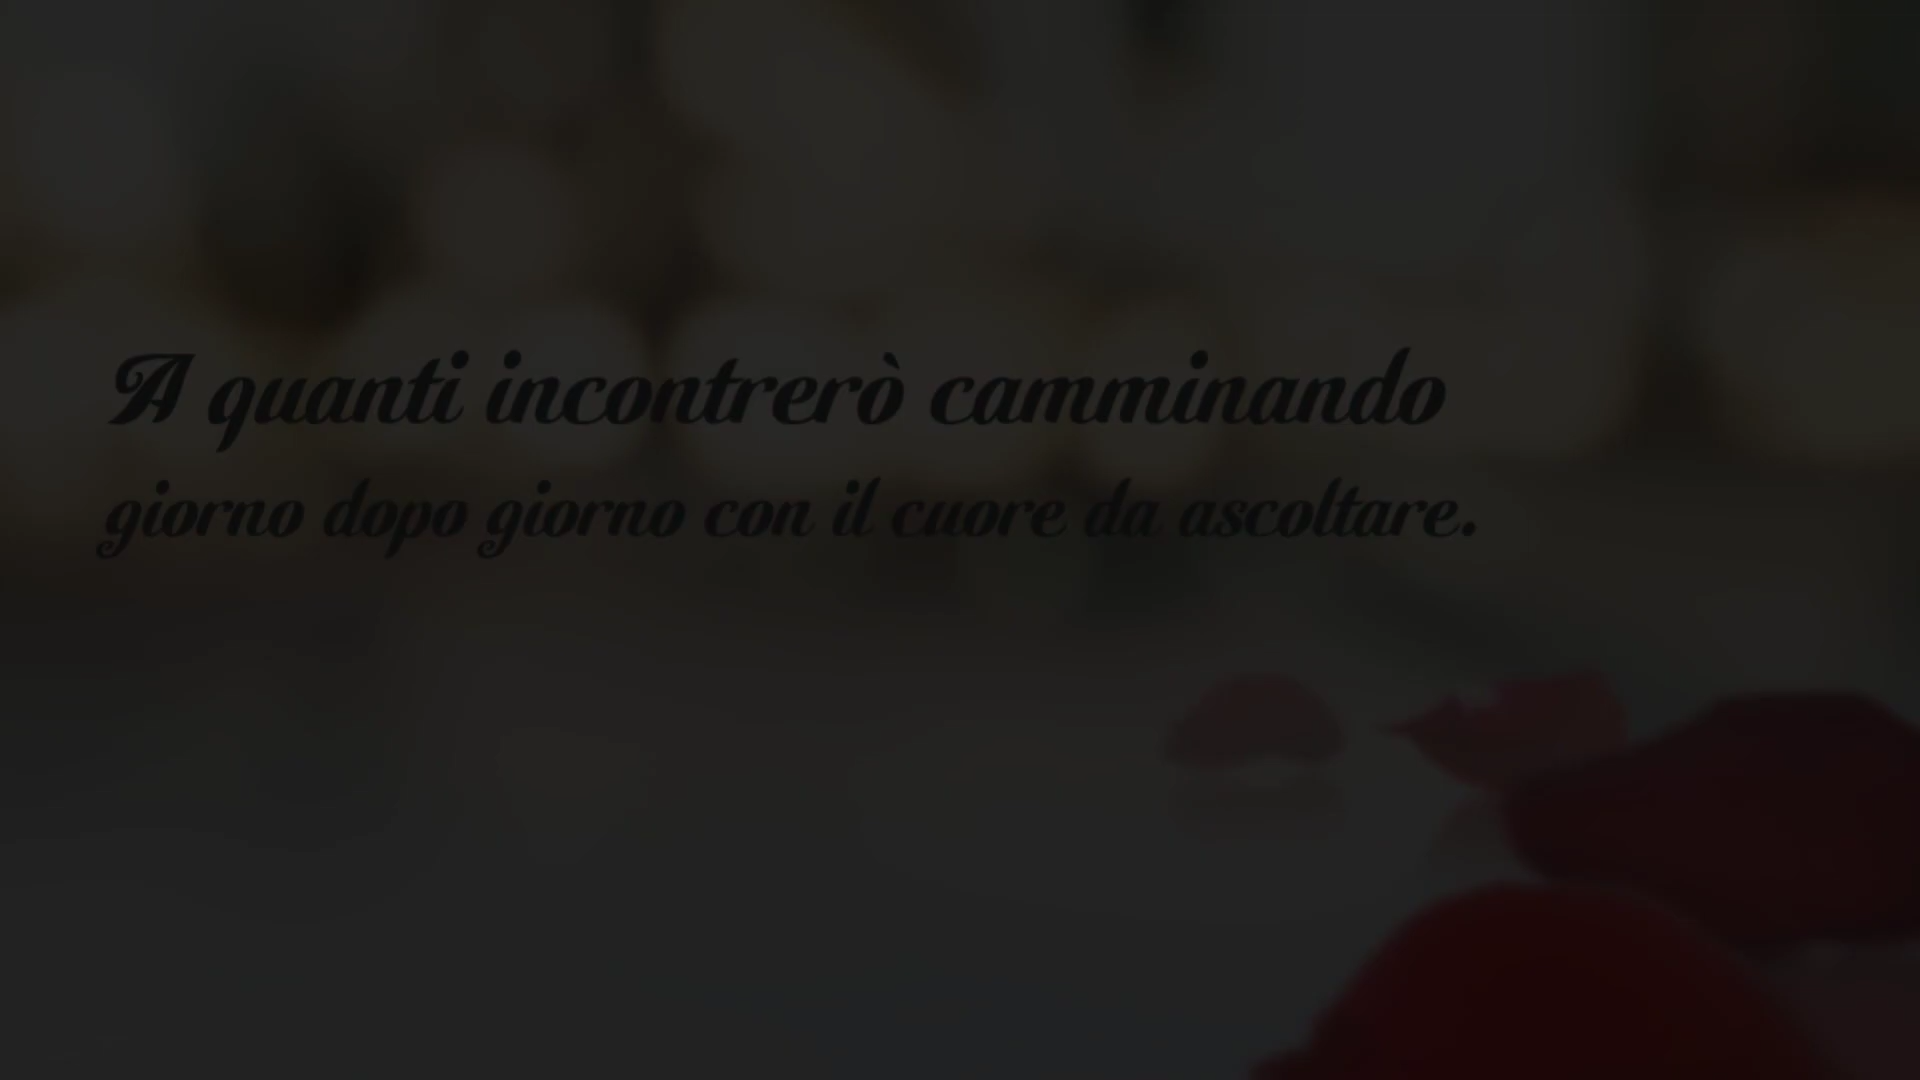 A quanti incontrerò camminando
giorno dopo giorno con il cuore da ascoltare.